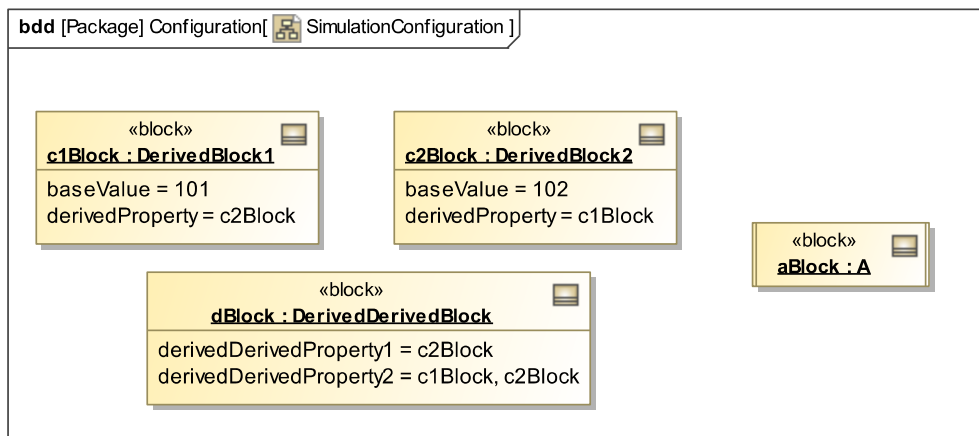 bdd [Package] Configuration[ SimulationConfiguration ]
«block»
c1Block : DerivedBlock1
baseValue = 101
derivedProperty = c2Block
«block»
c2Block : DerivedBlock2
baseValue = 102
derivedProperty = c1Block
«block»
aBlock : A
«block»
dBlock : DerivedDerivedBlock
derivedDerivedProperty1 = c2Block
derivedDerivedProperty2 = c1Block, c2Block